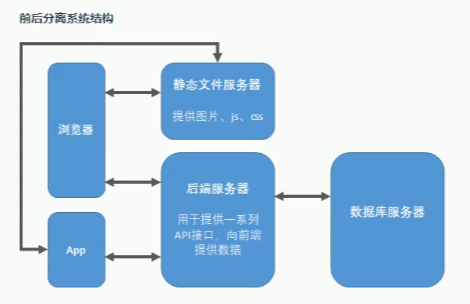 前后分离系统结构
静态文件服务器
提供图片、js、css
浏览器
后端服务器
用于提供一系列
API接口，向前端
提供数据
数据库服务器
App